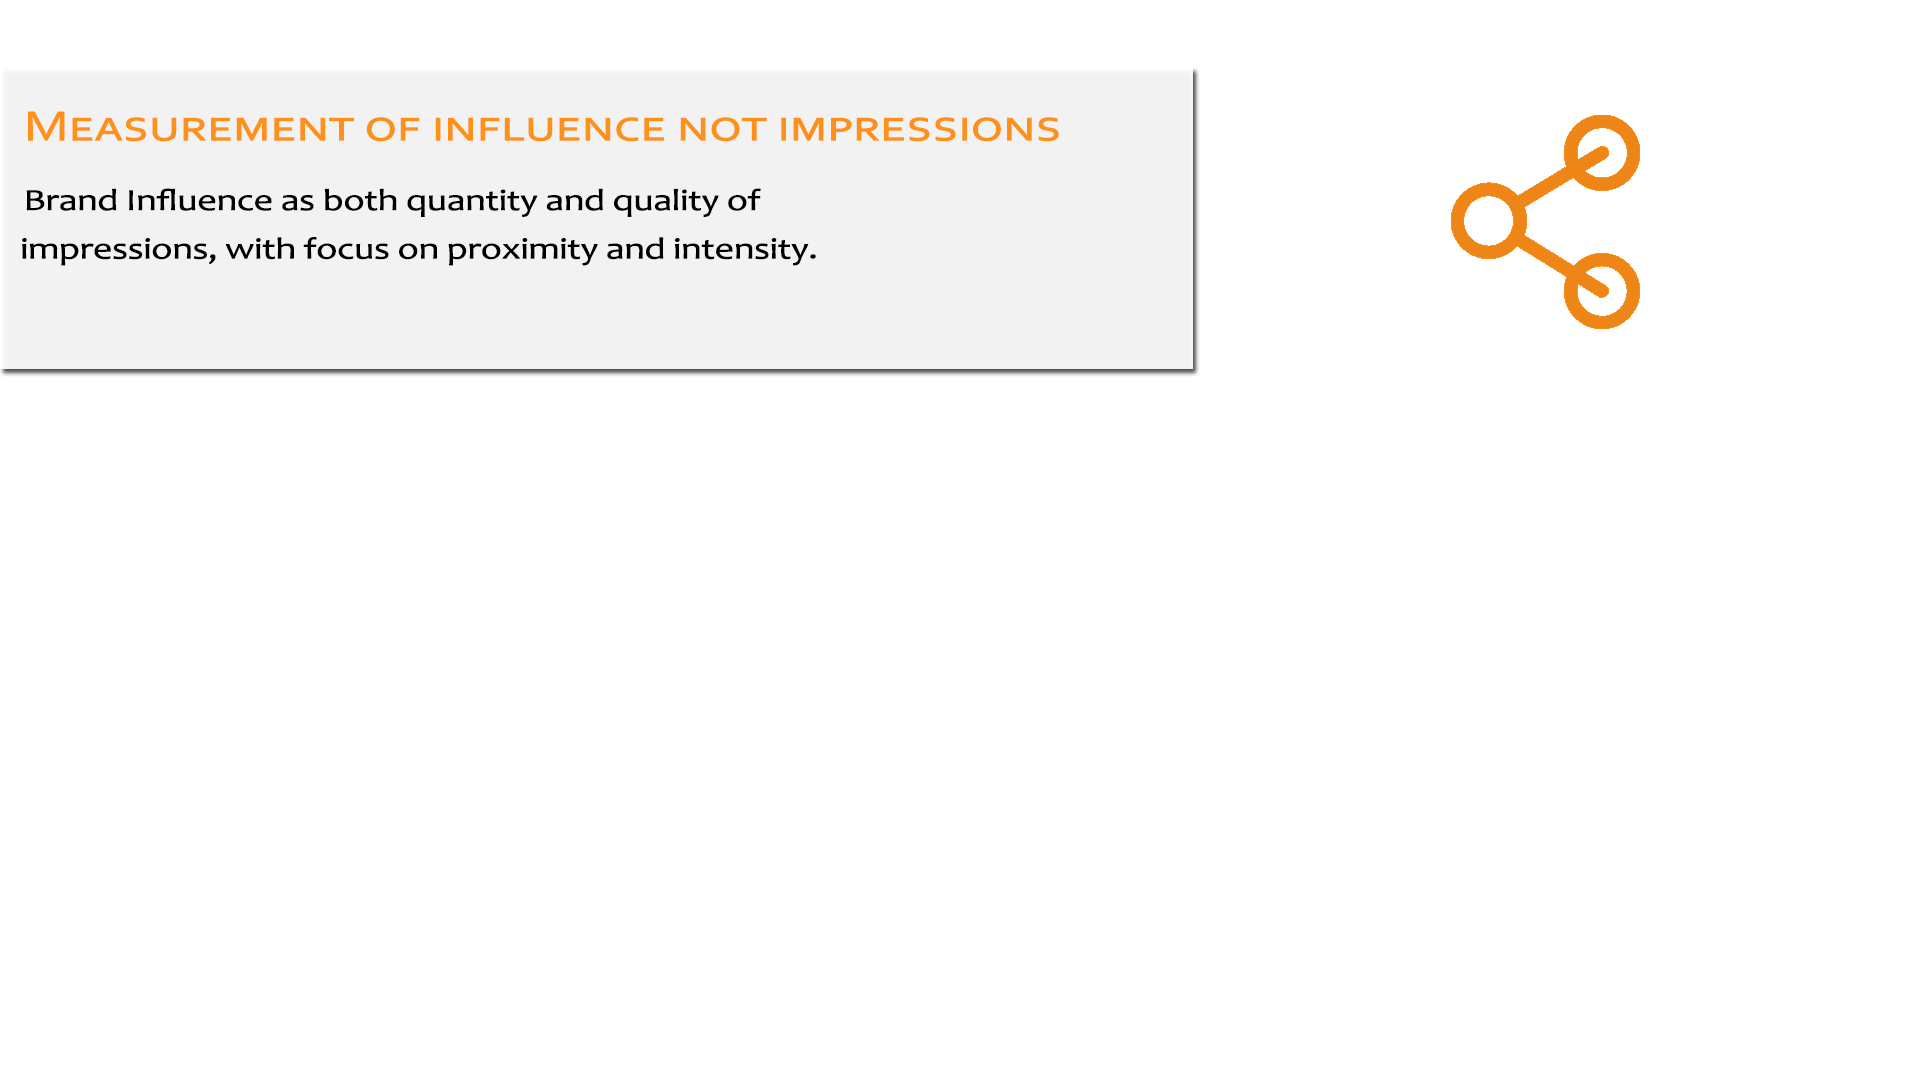 Measurement of influence not impressions
Brand Influence as both quantity and quality of
impressions, with focus on proximity and intensity.